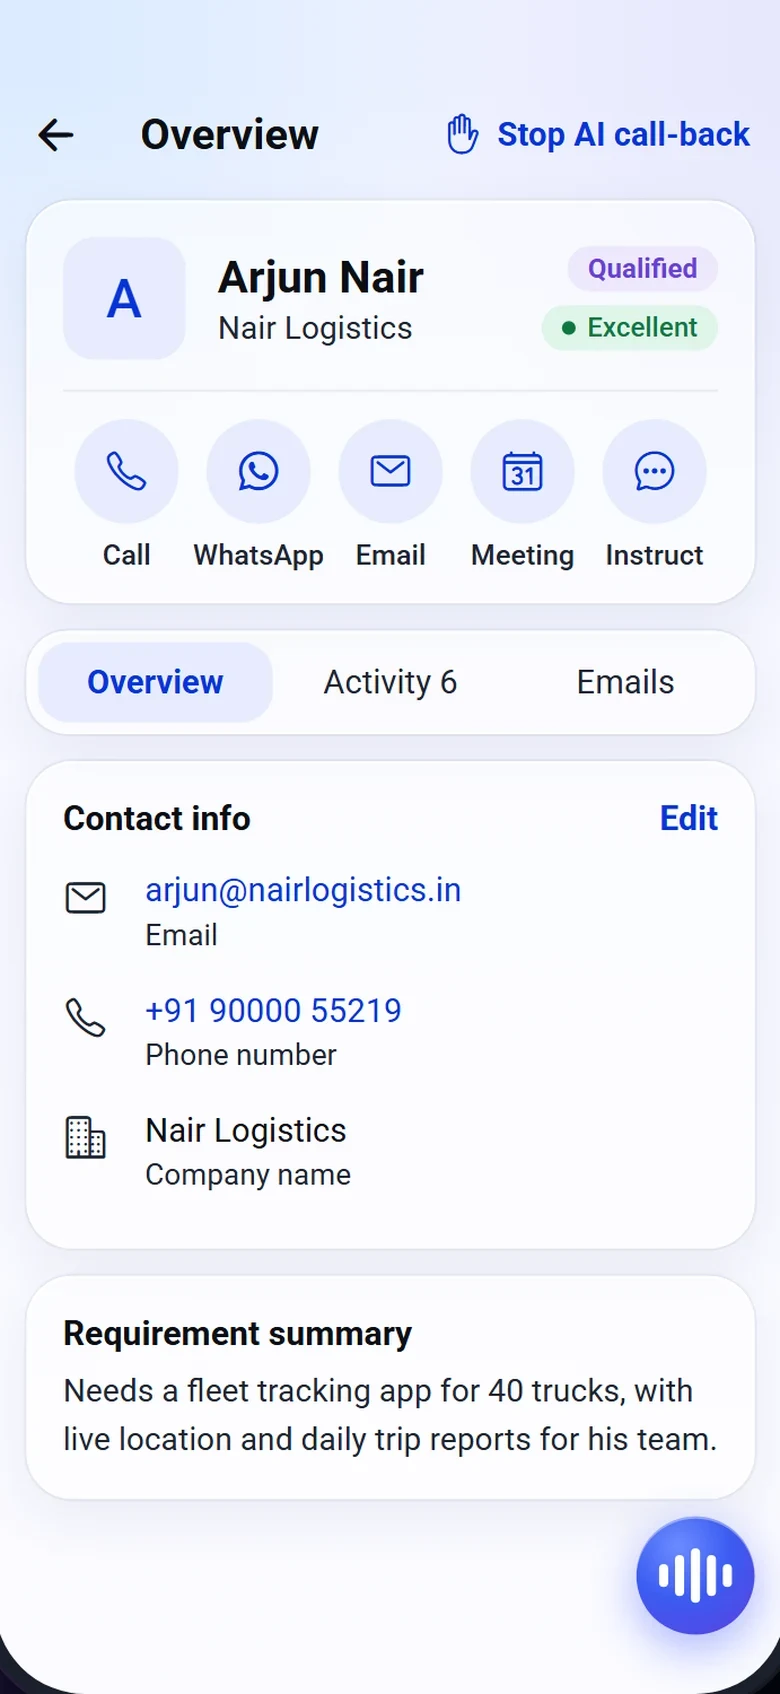 Overview
Stop AI call-back
A
Arjun Nair
Qualified
Nair Logistics
Excellent
31
Call
WhatsApp
Email
Meeting
Instruct
Overview
Activity 6
Emails
Contact info
Edit
arjun@nairlogistics.in
Email
+91 90000 55219
Phone number
Nair Logistics
Company name
Requirement summary
Needs a fleet tracking app for 40 trucks, with
live location and daily trip reports for his team.